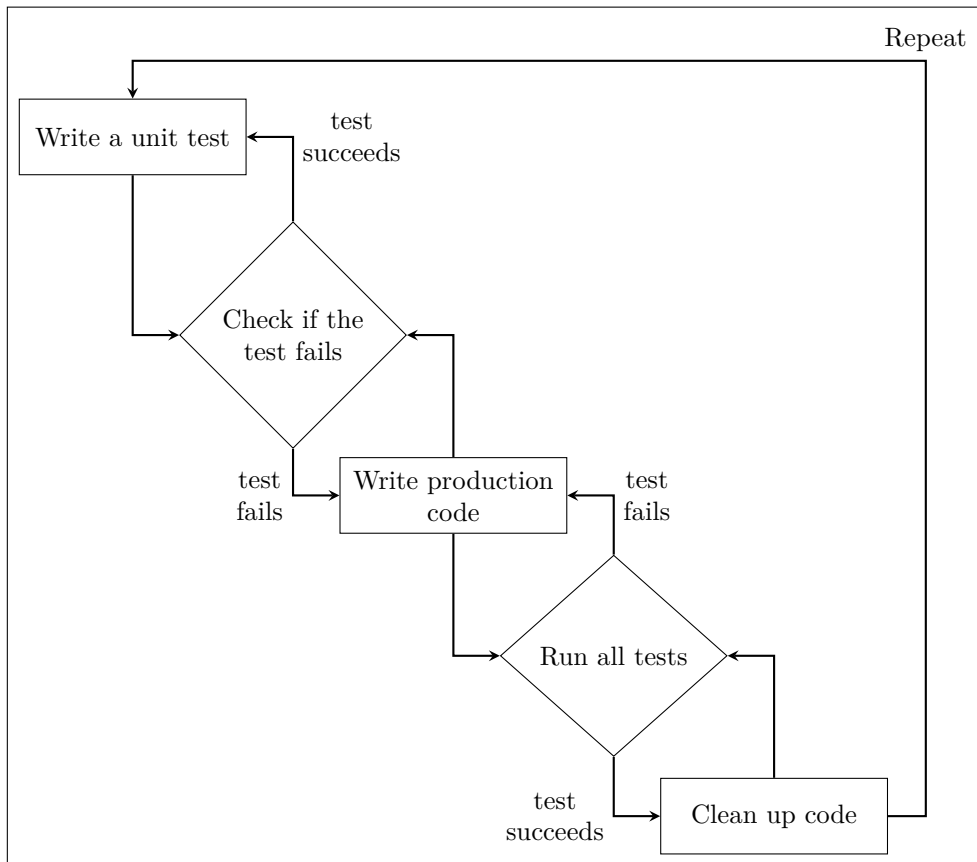 Repeat
Write a unit test
test
succeeds
Check if the
test fails
test
fails
Write production
code
test
fails
Run all tests
test
succeeds
Clean up code